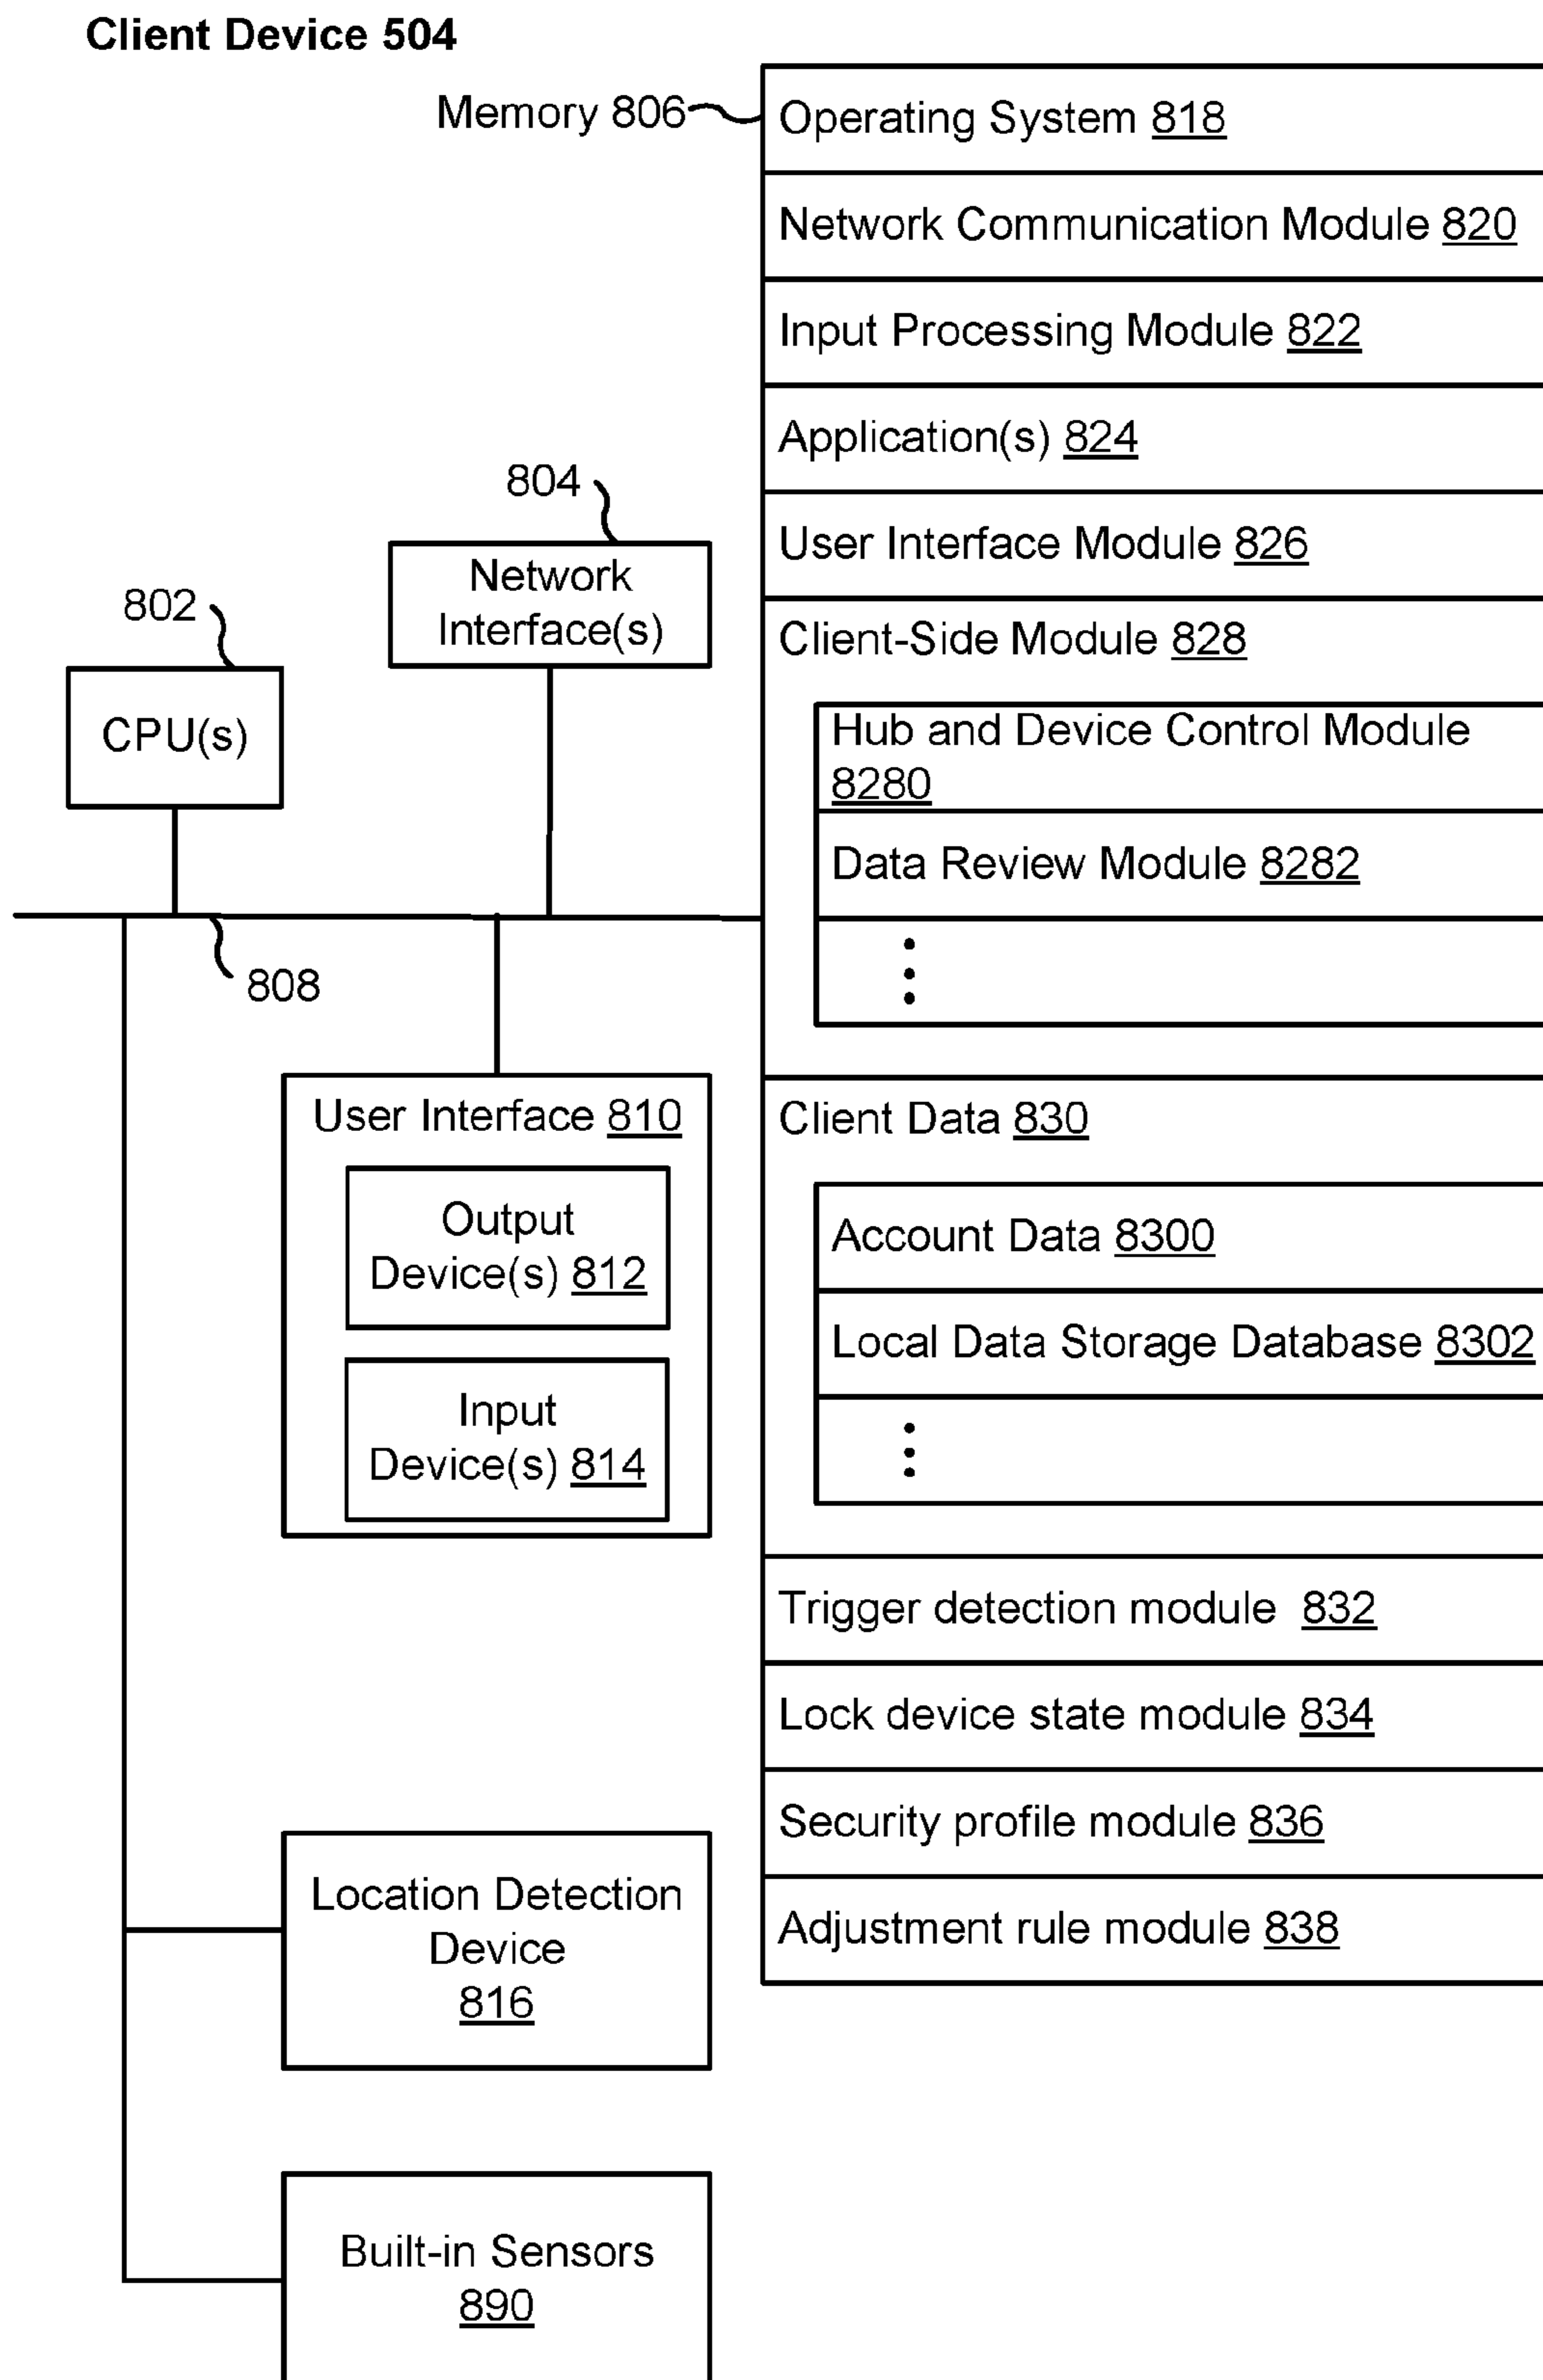 Client Device 504
Memory 806
Operating System 818
Network Communication Module 820
Input Processing Module 822
Application(s) 824
User Interface Module 826
Client-Side Module 828
Hub and Device Control Module
8280
Data Review Module 8282
Client Data 830
Account Data 8300
Local Data Storage Database 8302
Trigger detection module 832
Lock device state module 834
Security profile module 836
Adjustment rule module 838
804
Network
Interface(s)
802
CPU(s)
808
User Interface 810
Output
Device(s) 812
Input
Device(s) 814
Location Detection
Device
816
Built-in Sensors
890